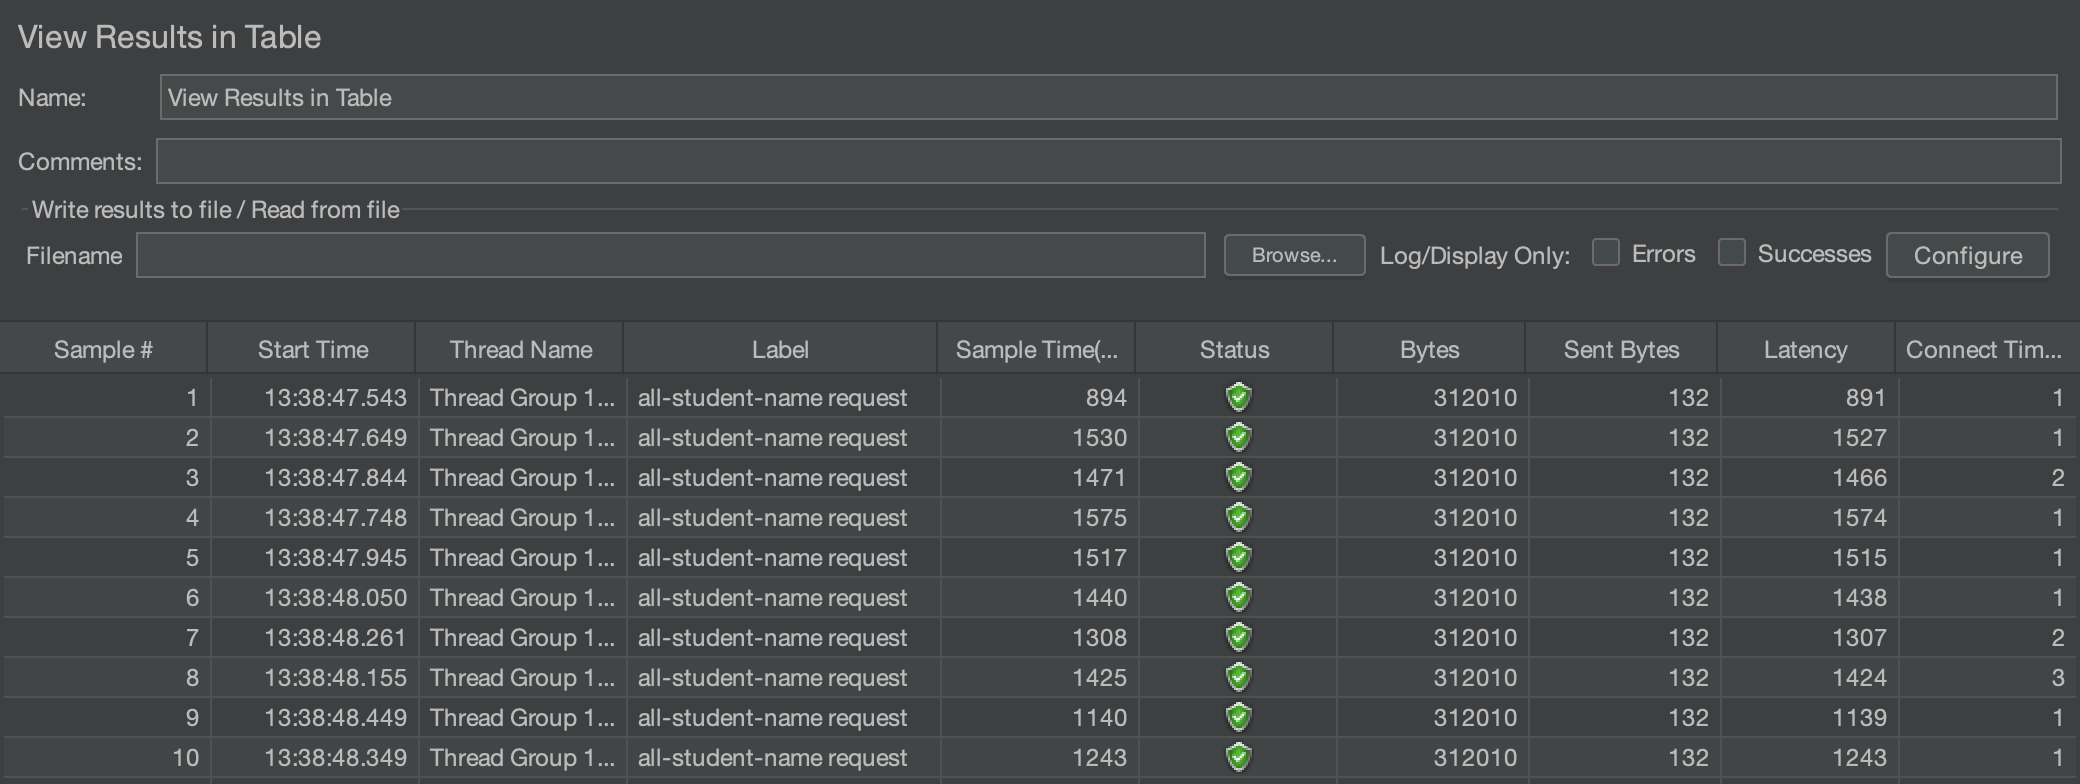 View Results in Table
Name: View Results in Table
Comments:
Write results to file / Read from file
Filename Browse... Log/Display Only: Errors Successes Configure
Sample # Start Time Thread Name Label Sample Time(... Status Bytes Sent Bytes Latency Connect Tim...
1 13:38:47.543 Thread Group 1... all-student-name request 894 312010 132 891 1
2 13:38:47.649 Thread Group 1... all-student-name request 1530 312010 132 1527 1
3 13:38:47.844 Thread Group 1... all-student-name request 1471 312010 132 1466 2
4 13:38:47.748 Thread Group 1... all-student-name request 1575 312010 132 1574 1
5 13:38:47.945 Thread Group 1... all-student-name request 1517 312010 132 1515 1
6 13:38:48.050 Thread Group 1... all-student-name request 1440 312010 132 1438 1
7 13:38:48.261 Thread Group 1... all-student-name request 1308 312010 132 1307 2
8 13:38:48.155 Thread Group 1... all-student-name request 1425 312010 132 1424 3
9 13:38:48.449 Thread Group 1... all-student-name request 1140 312010 132 1139 1
10 13:38:48.349 Thread Group 1... all-student-name request 1243 312010 132 1243 1